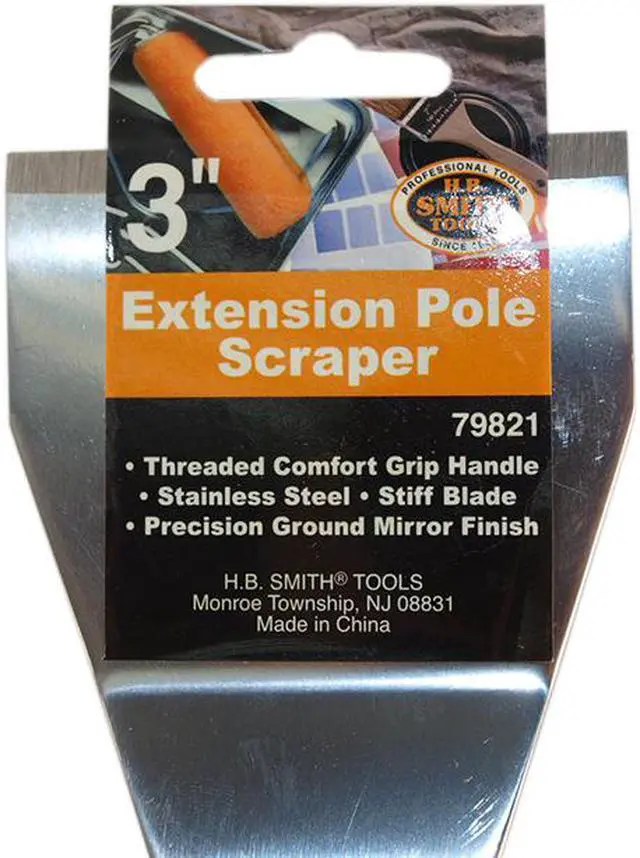 3"
PROFESSIONAL TOOLS
H.B.
SMITH
TOOLS
SINCE
Extension Pole
Scraper
79821
• Threaded Comfort Grip Handle
• Stainless Steel • Stiff Blade
• Precision Ground Mirror Finish
H.B. SMITH® TOOLS
Monroe Township, NJ 08831
Made in China